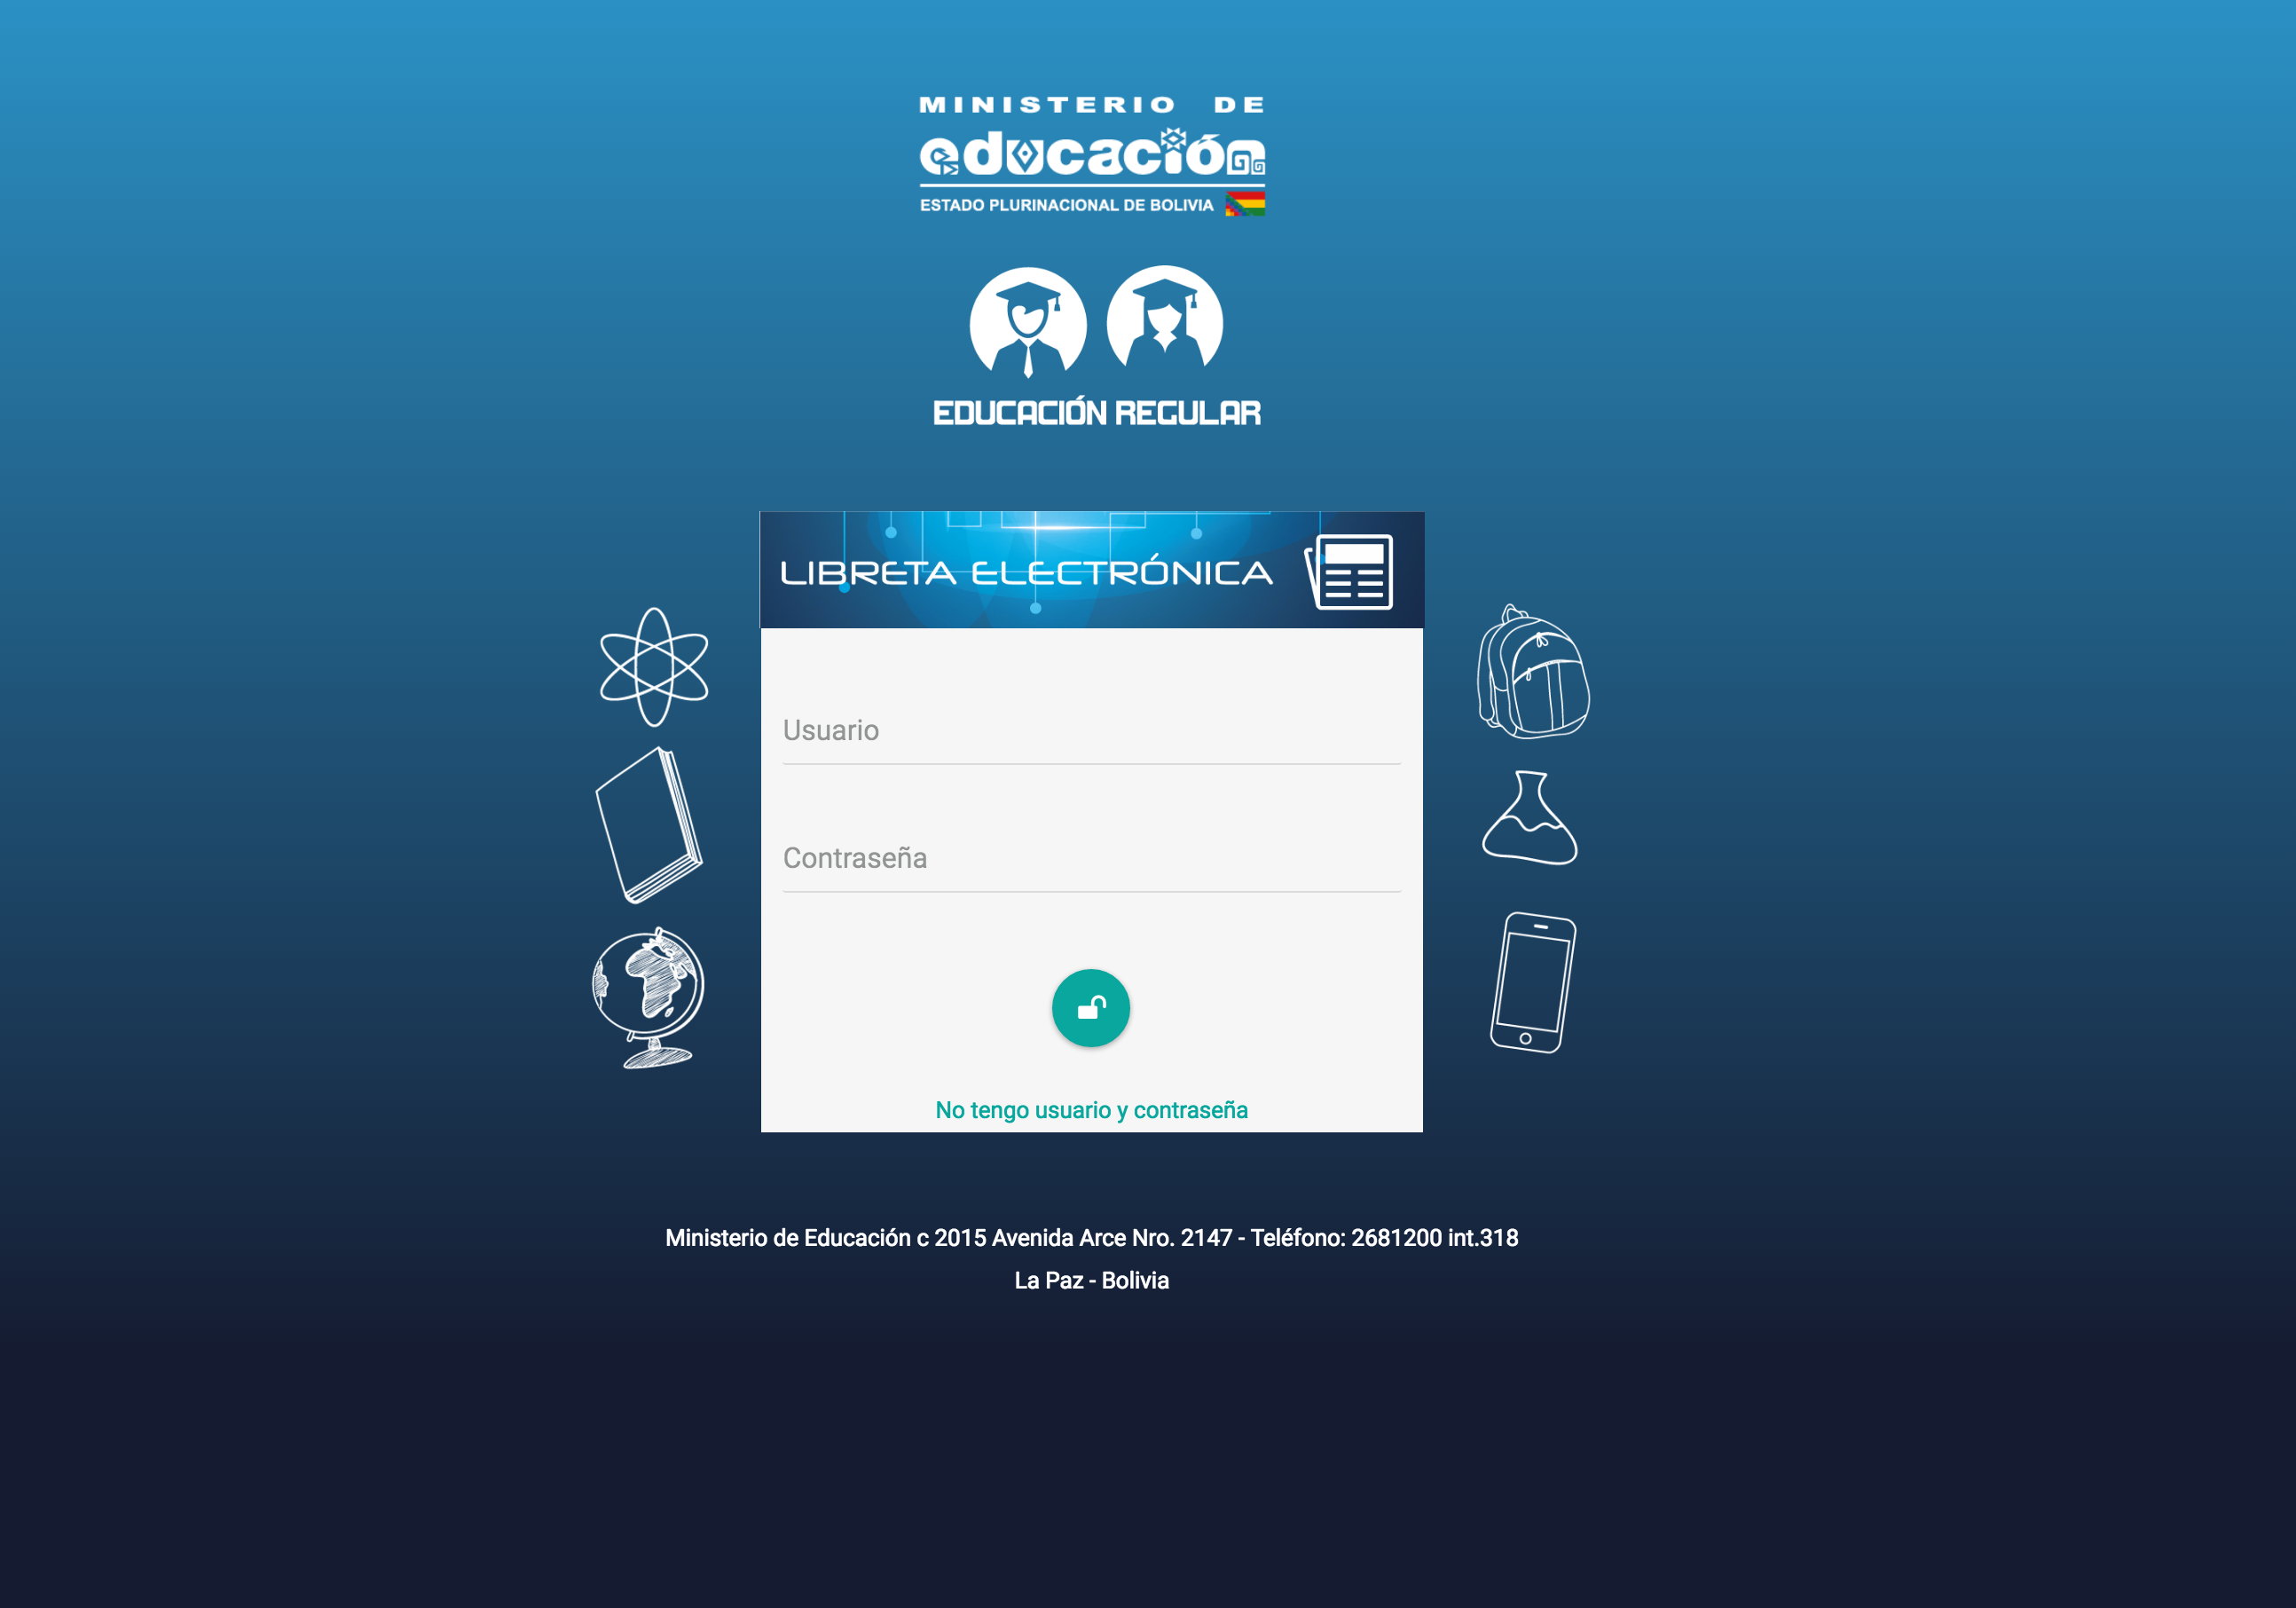 MINISTERIO DE
educación
ESTADO PLURINACIONAL DE BOLIVIA
EDUCACIÓN REGULAR
LIBRETA ELECTRÓNICA
Usuario
Contraseña
No tengo usuario y contraseña
Ministerio de Educación c 2015 Avenida Arce Nro. 2147 - Teléfono: 2681200 int.318
La Paz - Bolivia